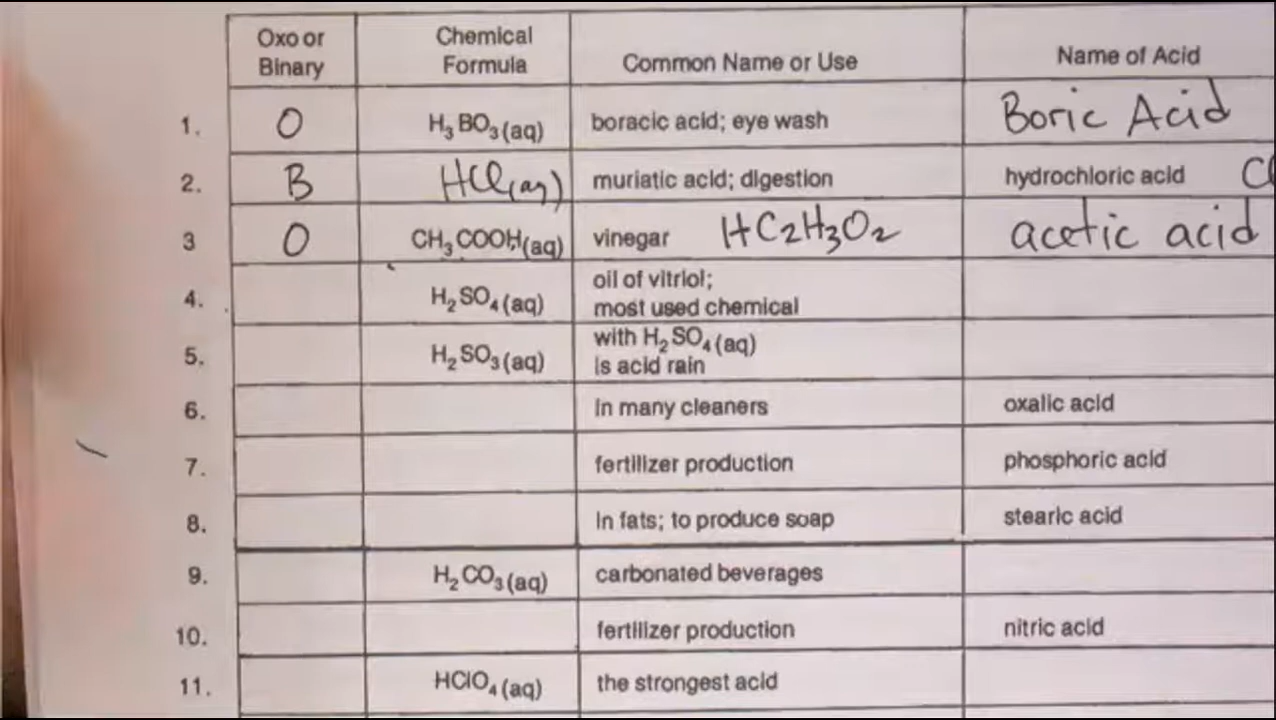 Oxo or Binary Chemical Formula Common Name or Use Name of Acid
1. O H₃BO₃(aq) boracic acid; eye wash Boric Acid
2. B HCl(aq) muriatic acid; digestion hydrochloric acid
3 O CH₃COOH(aq) vinegar HC₂H₃O₂ acetic acid
4. H₂SO₄(aq) oil of vitriol;
most used chemical
5. H₂SO₃(aq) with H₂SO₄(aq)
is acid rain
6. in many cleaners oxalic acid
7. fertilizer production phosphoric acid
8. in fats; to produce soap stearic acid
9. H₂CO₃(aq) carbonated beverages
10. fertilizer production nitric acid
11. HClO₄(aq) the strongest acid